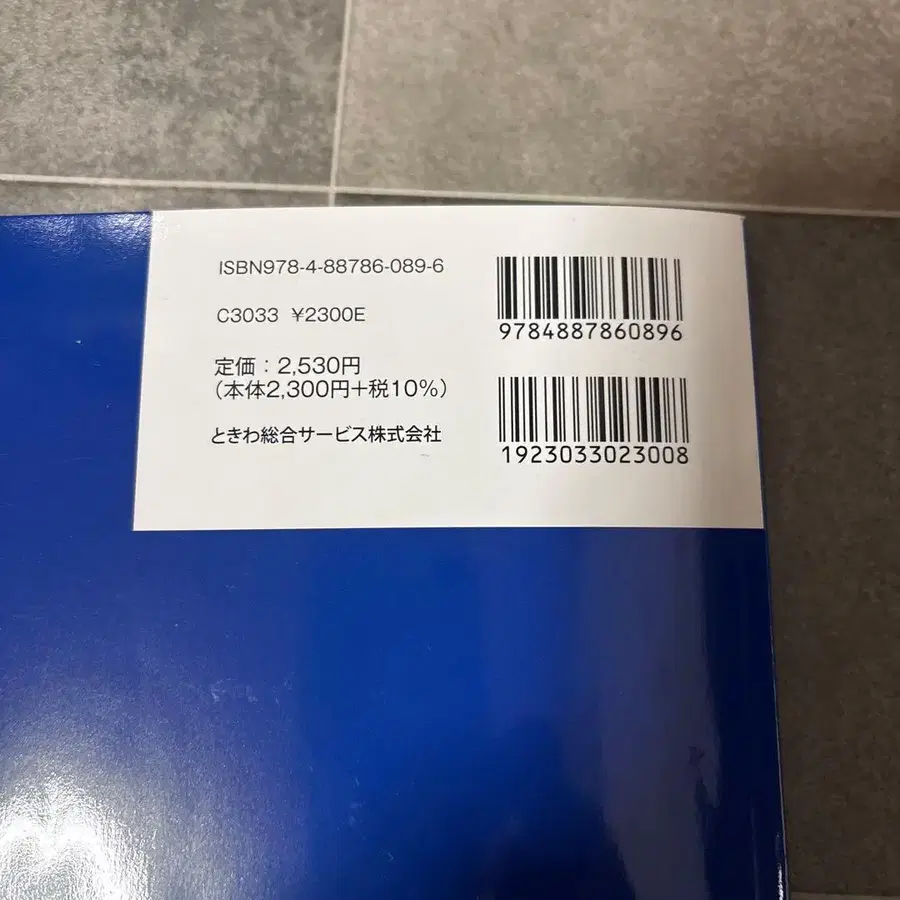 ISBN978-4-88786-089-6
C3033 ¥2300E
定価：2,530円
（本体2,300円＋税10%）
ときわ総合サービス株式会社
9784887860896
1923033023008